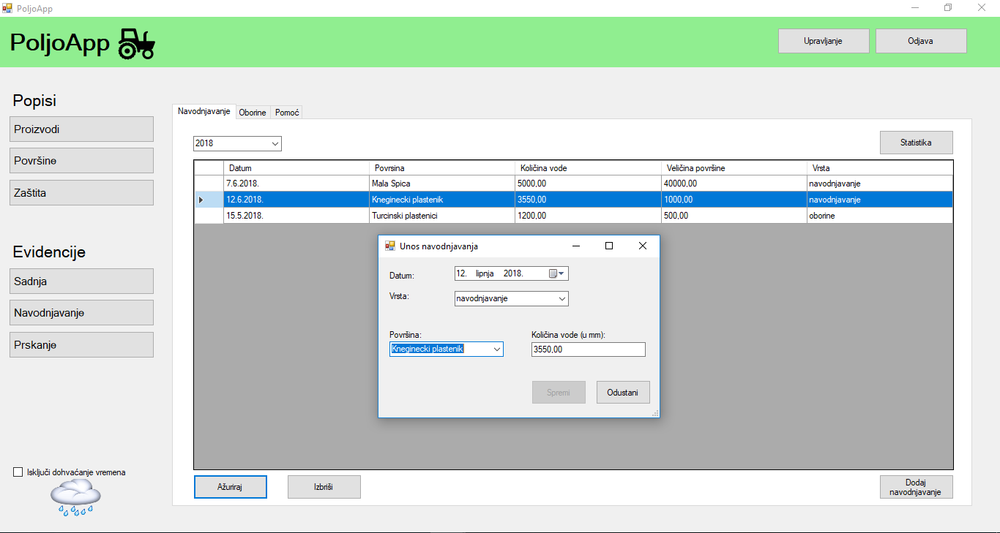 PoljoApp
PoljoApp
Upravljanje
Odjava
Popisi
Proizvodi
Površine
Zaštita
Evidencije
Sadnja
Navodnjavanje
Prskanje
Isključi dohvaćanje vremena
Navodnjavanje Oborine Pomoć
2018
Statistika
Datum Povrsina Količina vode Veličina površine Vrsta
7.6.2018. Mala Spica 5000,00 40000,00 navodnjavanje
12.6.2018. Kneginecki plastenik 3550,00 1000,00 navodnjavanje
15.5.2018. Turcinski plastenici 1200,00 500,00 oborine
Unos navodnjavanja
Datum: 12. lipnja 2018.
Vrsta: navodnjavanje
Površina: Količina vode (u mm):
Kneginecki plastenik 3550,00
Spremi Odustani
Ažuriraj
Izbriši
Dodaj
navodnjavanje